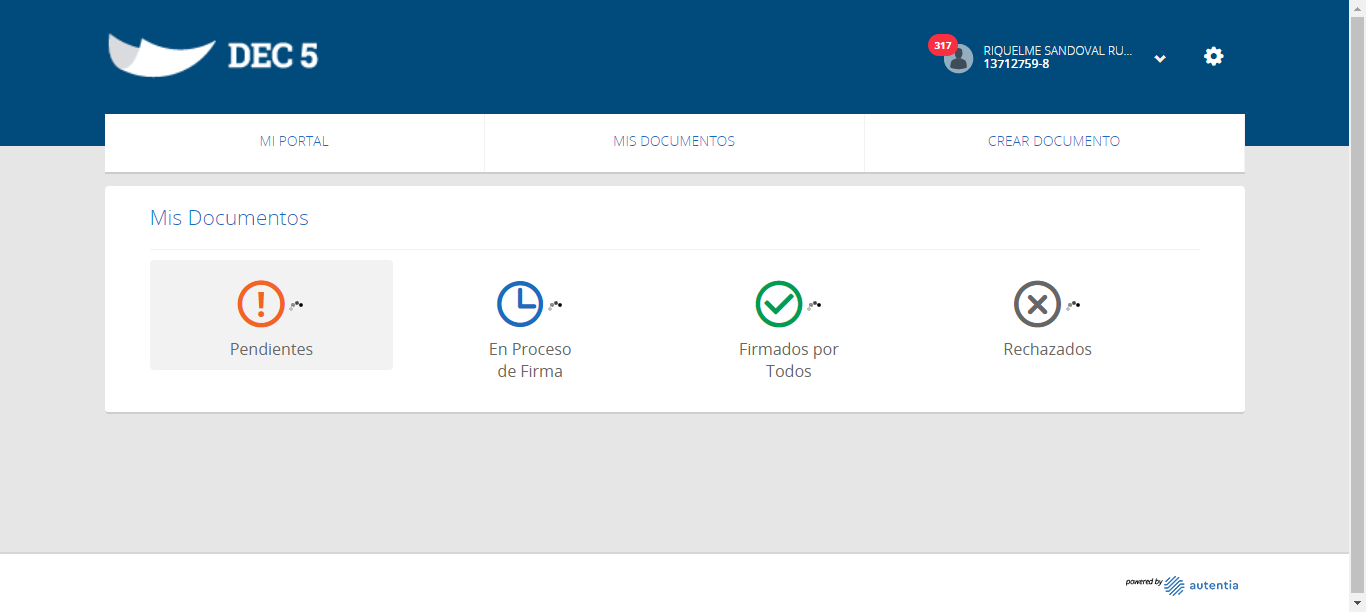 DEC 5
317
RIQUELME SANDOVAL RU...
13712759-8
MI PORTAL
MIS DOCUMENTOS
CREAR DOCUMENTO
Mis Documentos
Pendientes
En Proceso
de Firma
Firmados por
Todos
Rechazados
powered by autentia